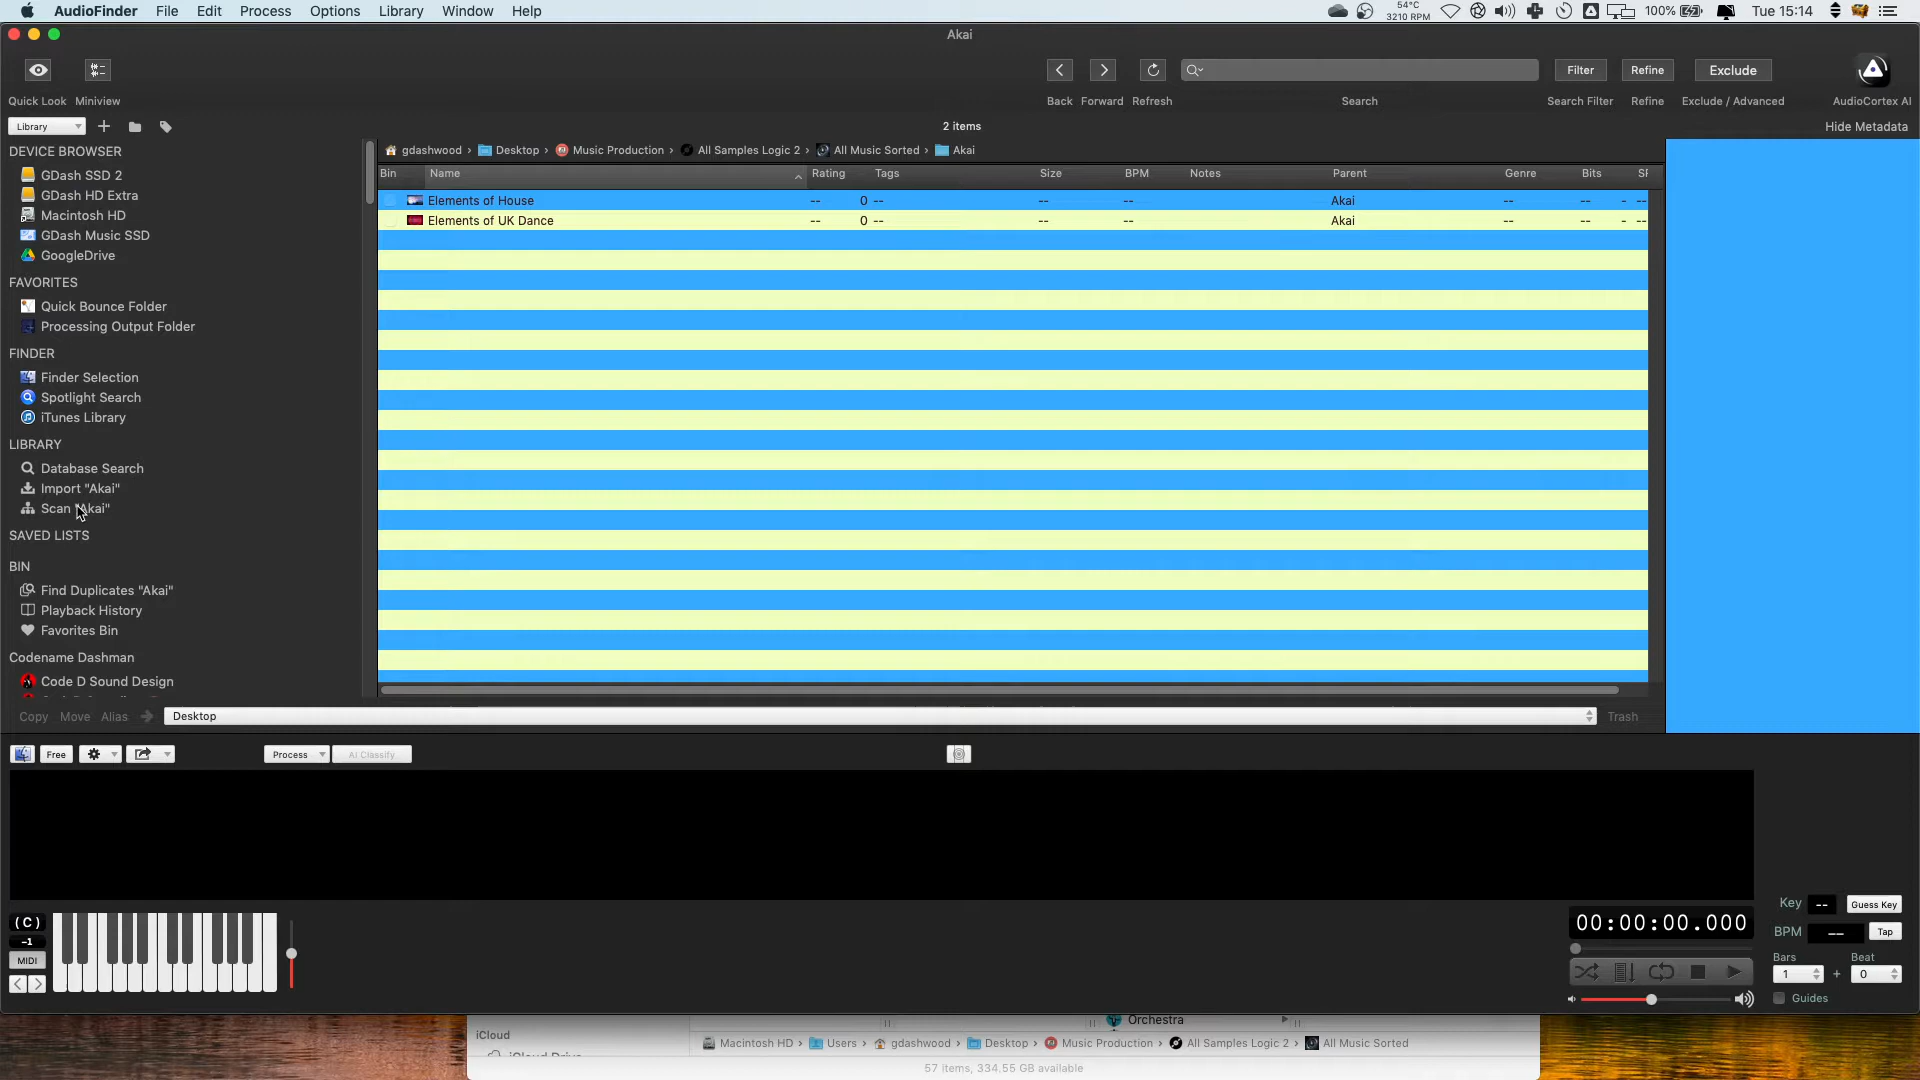 AudioFinder File Edit Process Options Library Window Help
54°C
3210 RPM
100%
Tue 15:14
Akai
Filter Refine Exclude
Quick Look Miniview Back Forward Refresh Search Search Filter Refine Exclude / Advanced AudioCortex AI
Library
2 items
Hide Metadata
DEVICE BROWSER
GDash SSD 2
GDash HD Extra
Macintosh HD
GDash Music SSD
GoogleDrive
FAVORITES
Quick Bounce Folder
Processing Output Folder
FINDER
Finder Selection
Spotlight Search
iTunes Library
LIBRARY
Database Search
Import "Akai"
Scan "Akai"
SAVED LISTS
BIN
Find Duplicates "Akai"
Playback History
Favorites Bin
Codename Dashman
Code D Sound Design
gdashwood › Desktop › Music Production › All Samples Logic 2 › All Music Sorted › Akai
Bin Name Rating Tags Size BPM Notes Parent Genre Bits
Elements of House -- 0 -- -- -- Akai -- -- - --
Elements of UK Dance -- 0 -- -- -- Akai -- -- - --
Copy Move Alias Desktop Trash
Free Process AI Classify
(C)
-1
MIDI
00:00:00.000
Key -- Guess Key
BPM -- Tap
Bars Beat
1 + 0
Guides
iCloud
Orchestra
Macintosh HD › Users › gdashwood › Desktop › Music Production › All Samples Logic 2 › All Music Sorted
57 items, 334.55 GB available